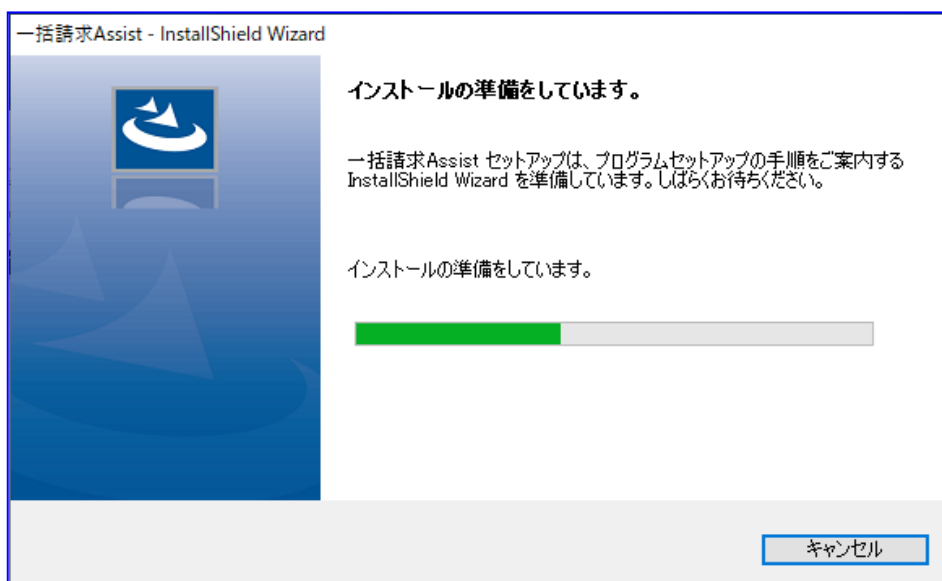 一括請求Assist - InstallShield Wizard
インストールの準備をしています。
一括請求Assist セットアップは、プログラムセットアップの手順をご案内する
InstallShield Wizard を準備しています。しばらくお待ちください。
インストールの準備をしています。
キャンセル